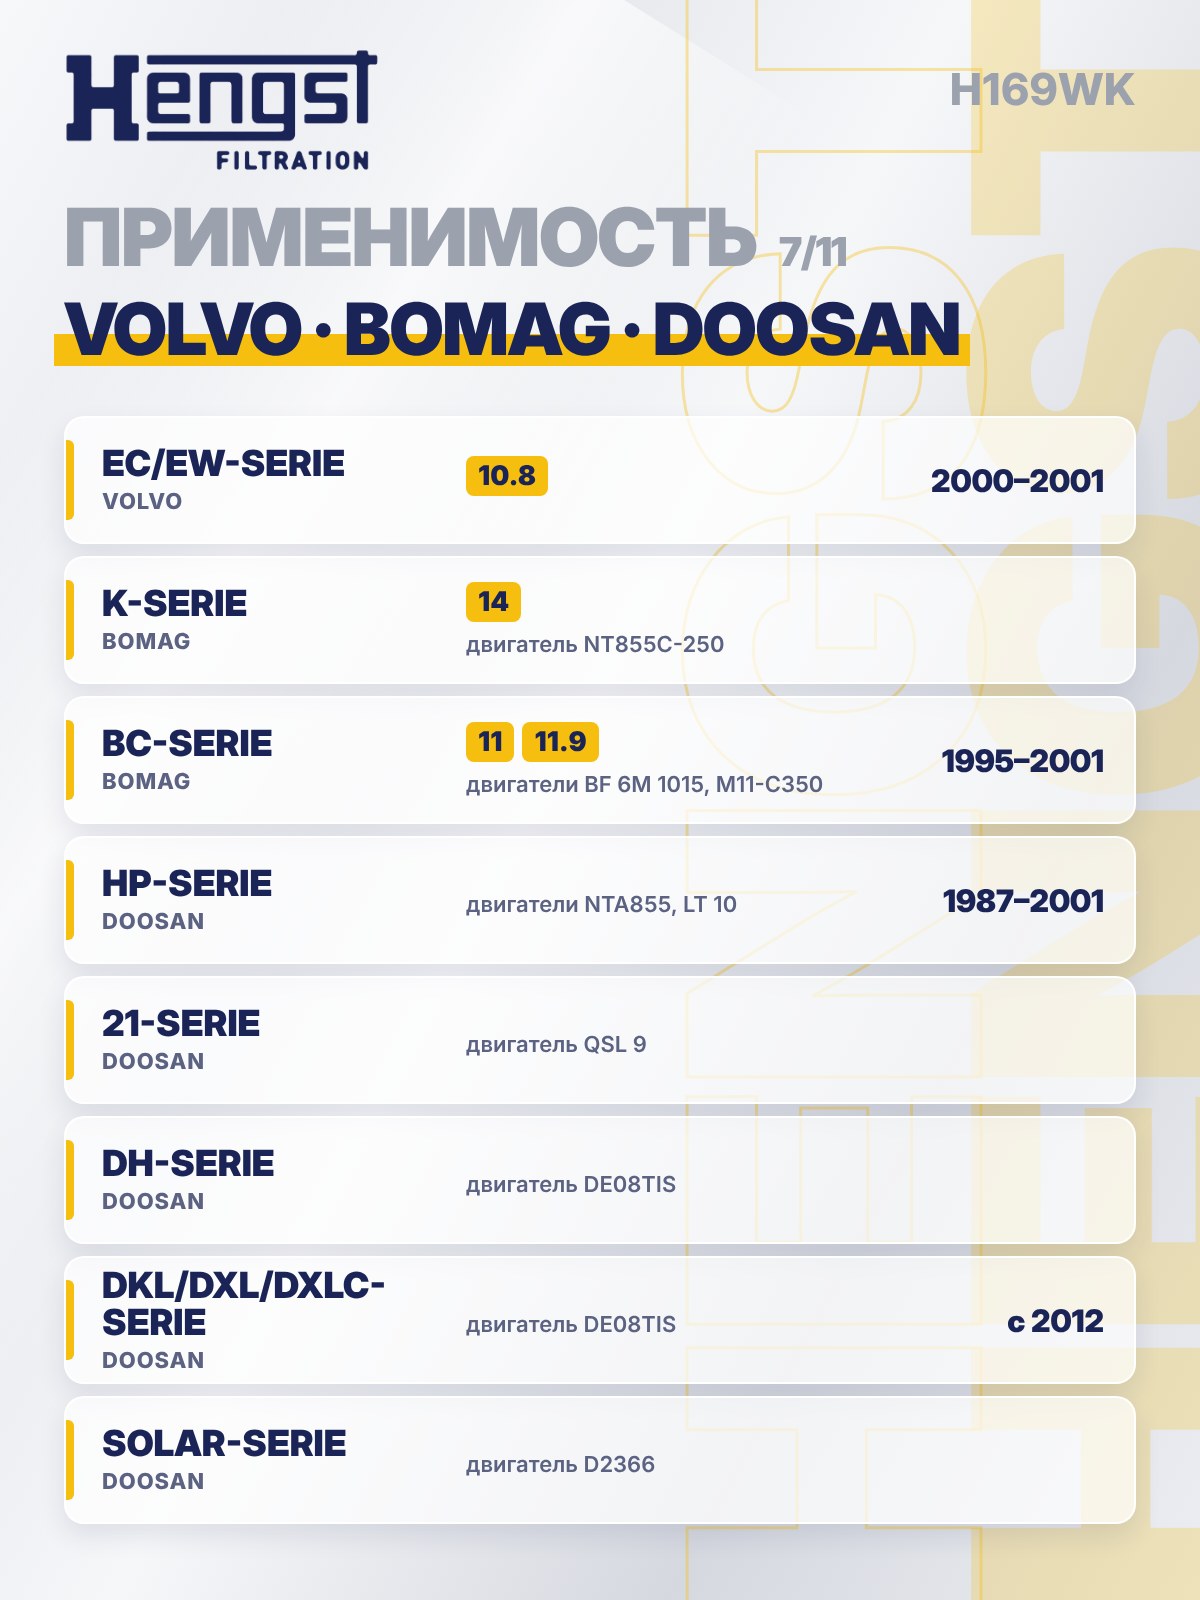 Hengst
FILTRATION
H169WK
ПРИМЕНИМОСТЬ 7/11
VOLVO · BOMAG · DOOSAN
EC/EW-SERIE
VOLVO
10.8
2000–2001
K-SERIE
BOMAG
14
двигатель NT855C-250
BC-SERIE
BOMAG
11 11.9
двигатели BF 6M 1015, M11-C350
1995–2001
HP-SERIE
DOOSAN
двигатели NTA855, LT 10
1987–2001
21-SERIE
DOOSAN
двигатель QSL 9
DH-SERIE
DOOSAN
двигатель DE08TIS
DKL/DXL/DXLC-
SERIE
DOOSAN
двигатель DE08TIS
с 2012
SOLAR-SERIE
DOOSAN
двигатель D2366
HENGST
HENGST